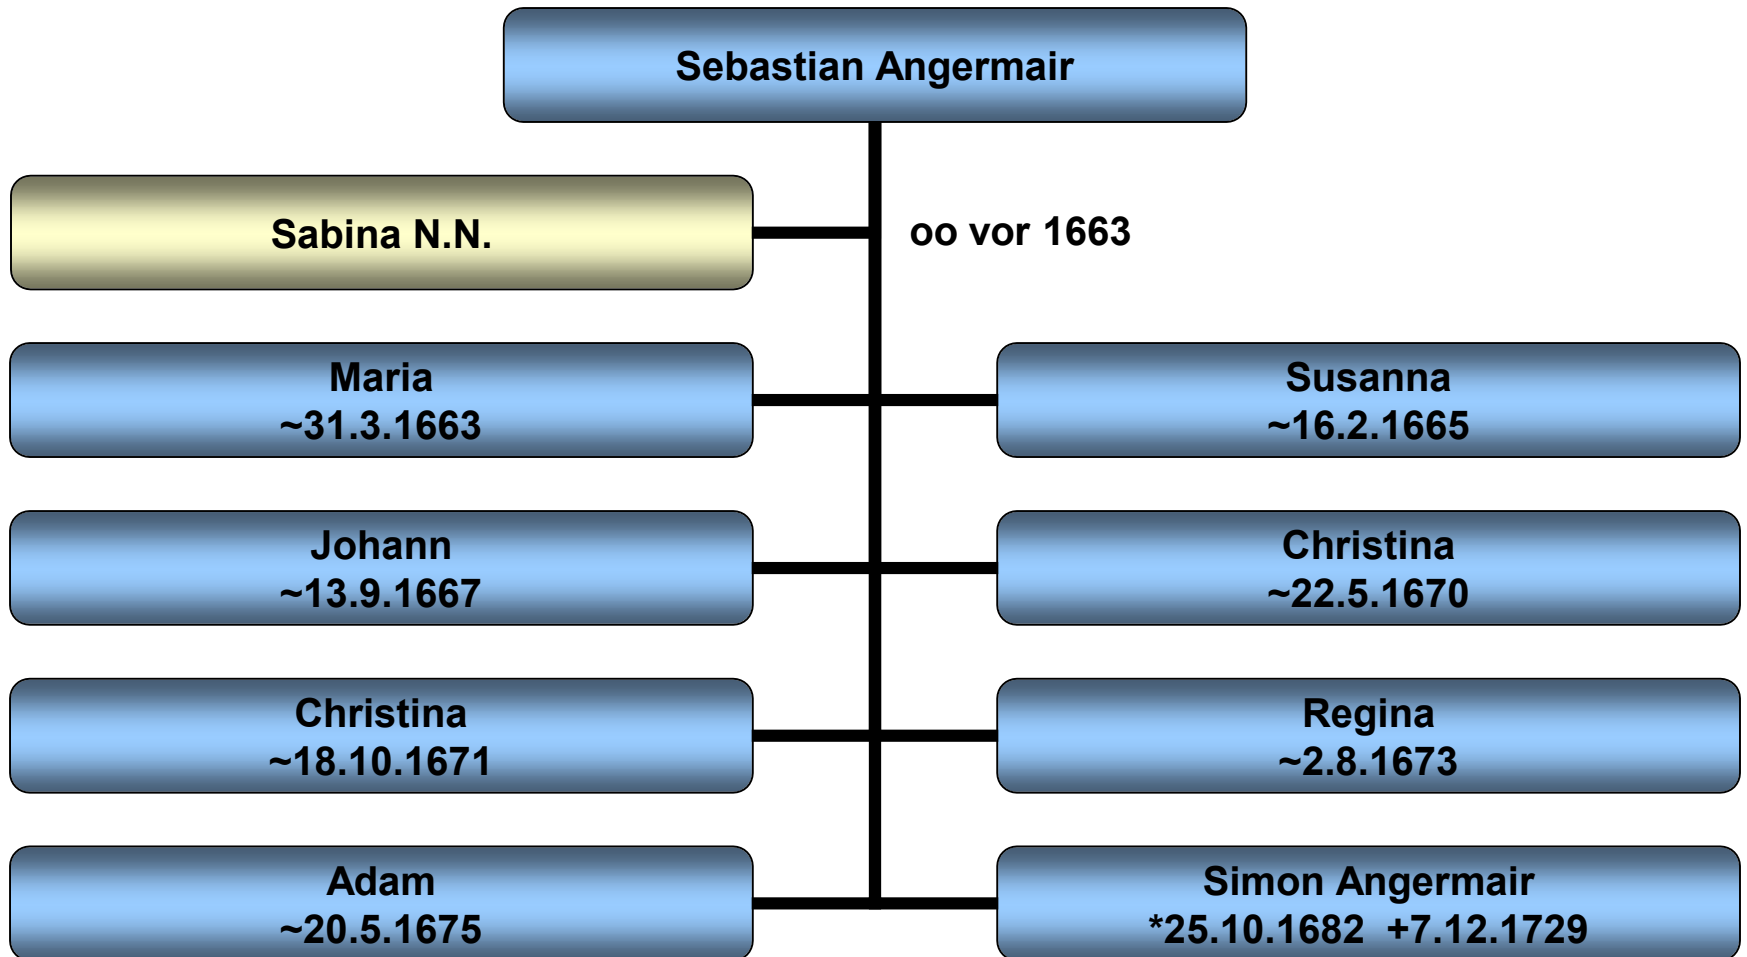 Sebastian Angermair
Sabina N.N.
oo vor 1663
Maria
~31.3.1663
Susanna
~16.2.1665
Johann
~13.9.1667
Christina
~22.5.1670
Christina
~18.10.1671
Regina
~2.8.1673
Adam
~20.5.1675
Simon Angermair
*25.10.1682 +7.12.1729